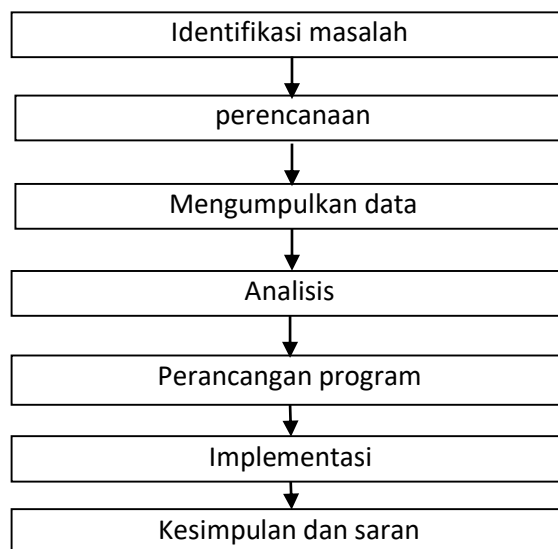 Identifikasi masalah
perencanaan
Mengumpulkan data
Analisis
Perancangan program
Implementasi
Kesimpulan dan saran